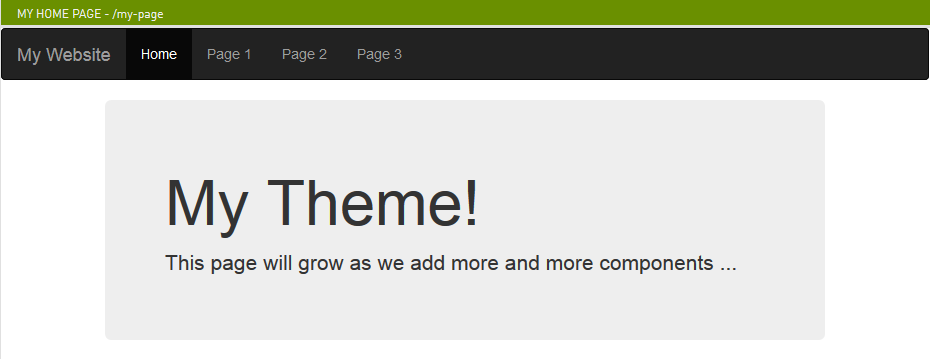 MY HOME PAGE - /my-page
My Website Home Page 1 Page 2 Page 3
My Theme!
This page will grow as we add more and more components ...